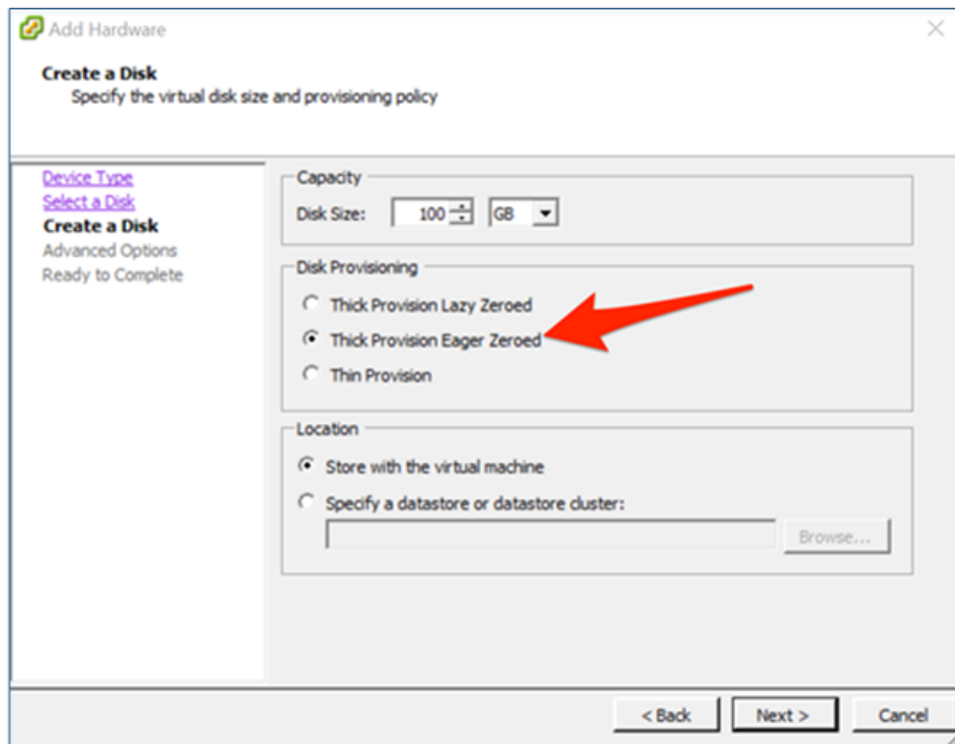 Add Hardware
Create a Disk
Specify the virtual disk size and provisioning policy
Device Type
Select a Disk
Create a Disk
Advanced Options
Ready to Complete
Capacity
Disk Size: 100 GB
Disk Provisioning
Thick Provision Lazy Zeroed
Thick Provision Eager Zeroed
Thin Provision
Location
Store with the virtual machine
Specify a datastore or datastore cluster:
Browse...
< Back Next > Cancel